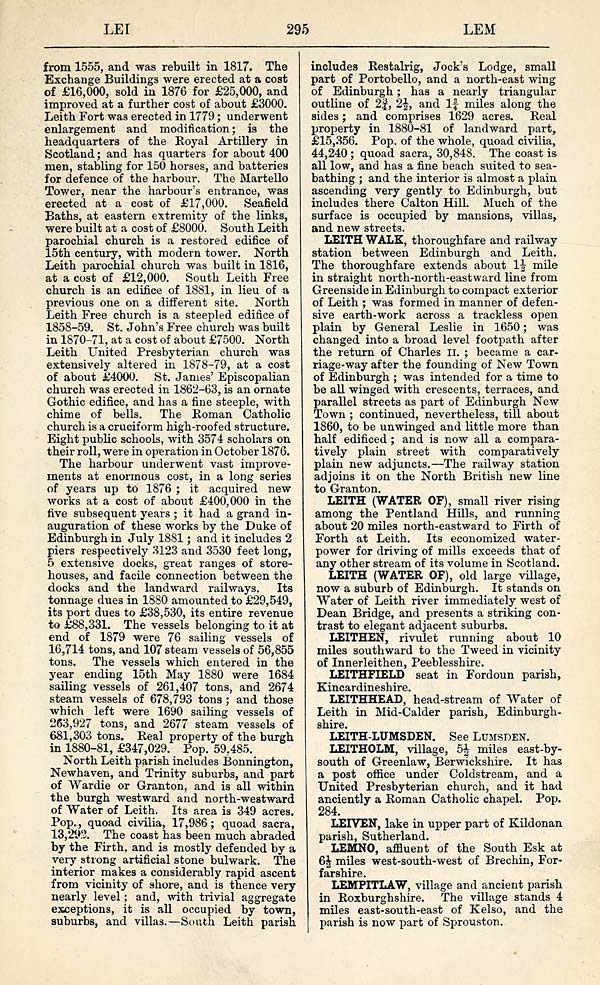 LEI 295 LEM
from 1555, and was rebuilt in 1817. The
Exchange Buildings were erected at a cost
of £16,000, sold in 1876 for £25,000, and
improved at a further cost of about £3000.
Leith Fort was erected in 1779; underwent
enlargement and modification; is the
headquarters of the Royal Artillery in
Scotland; and has quarters for about 400
men, stabling for 150 horses, and batteries
for defence of the harbour. The Martello
Tower, near the harbour's entrance, was
erected at a cost of £17,000. Seafield
Baths, at eastern extremity of the links,
were built at a cost of £8000. South Leith
parochial church is a restored edifice of
15th century, with modern tower. North
Leith parochial church was built in 1816,
at a cost of £12,000. South Leith Free
church is an edifice of 1881, in lieu of a
previous one on a different site. North
Leith Free church is a steepled edifice of
1858-59. St. John's Free church was built
in 1870-71, at a cost of about £7500. North
Leith United Presbyterian church was
extensively altered in 1878-79, at a cost
of about £4000. St. James' Episcopalian
church was erected in 1862-63, is an ornate
Gothic edifice, and has a fine steeple, with
chime of bells. The Roman Catholic
church is a cruciform high-roofed structure.
Eight public schools, with 3574 scholars on
their roll, were in operation in October 1876.
The harbour underwent vast improve-
ments at enormous cost, in a long series
of years up to 1876; it acquired new
works at a cost of about £400,000 in the
five subsequent years; it had a grand in-
auguration of these works by the Duke of
Edinburgh in July 1881; and it includes 2
piers respectively 3123 and 3530 feet long,
5 extensive docks, great ranges of store-
houses, and facile connection between the
docks and the landward railways. Its
tonnage dues in 1880 amounted to £29,549,
its port dues to £38,530, its entire revenue
to £88,331. The vessels belonging to it at
end of 1879 were 76 sailing vessels of
16,714 tons, and 107 steam vessels of 56,855
tons. The vessels which entered in the
year ending 15th May 1880 were 1684
sailing vessels of 261,407 tons, and 2674
steam vessels of 678,793 tons; and those
which left were 1690 sailing vessels of
263,927 tons, and 2677 steam vessels of
681,303 tons. Real property of the burgh
in 1880-81, £347,029. Pop. 59,485.
North Leith parish includes Bonnington,
Newhaven, and Trinity suburbs, and part
of Wardie or Granton, and is all within
the burgh westward and north-westward
of Water of Leith. Its area is 349 acres.
Pop., quoad civilia, 17,986; quoad sacra,
13,292. The coast has been much abraded
by the Firth, and is mostly defended by a
very strong artificial stone bulwark. The
interior makes a considerably rapid ascent
from vicinity of shore, and is thence very
nearly level; and, with trivial aggregate
exceptions, it is all occupied by town,
suburbs, and villas.—South Leith parish
includes Restalrig, Jock's Lodge, small
part of Portobello, and a north-east wing
of Edinburgh; has a nearly triangular
outline of 2¾, 2½, and 1¾ miles along the
sides; and comprises 1629 acres. Real
property in 1880-81 of landward part,
£15,356. Pop. of the whole, quoad civilia,
44,240; quoad sacra, 30,848. The coast is
all low, and has a fine beach suited to sea-
bathing; and the interior is almost a plain
ascending very gently to Edinburgh, but
includes there Calton Hill. Much of the
surface is occupied by mansions, villas,
and new streets.
LEITH WALK, thoroughfare and railway
station between Edinburgh and Leith.
The thoroughfare extends about 1½ mile
in straight north-north-eastward line from
Greenside in Edinburgh to compact exterior
of Leith; was formed in manner of defen-
sive earth-work across a trackless open
plain by General Leslie in 1650; was
changed into a broad level footpath after
the return of Charles II.; became a car-
riage-way after the founding of New Town
of Edinburgh; was intended for a time to
be all winged with crescents, terraces, and
parallel streets as part of Edinburgh New
Town; continued, nevertheless, till about
1860, to be unwinged and little more than
half edificed; and is now all a compara-
tively plain street with comparatively
plain new adjuncts.—The railway station
adjoins it on the North British new line
to Granton.
LEITH (WATER OF), small river rising
among the Pentland Hills, and running
about 20 miles north-eastward to Firth of
Forth at Leith. Its economized water-
power for driving of mills exceeds that of
any other stream of its volume in Scotland.
LEITH (WATER OF), old large village,
now a suburb of Edinburgh. It stands on
Water of Leith river immediately west of
Dean Bridge, and presents a striking con-
trast to elegant adjacent suburbs.
LEITHEN, rivulet running about 10
miles southward to the Tweed in vicinity
of Innerleithen, Peeblesshire.
LEITHFIELD seat in Fordoun parish,
Kincardineshire.
LEITHHEAD, head-stream of Water of
Leith in Mid-Calder parish, Edinburgh-
shire.
LEITH-LUMSDEN. See LUMSDEN.
LEITHOLM, village, 5½ miles east-by-
south of Greenlaw, Berwickshire. It has
a post office under Coldstream, and a
United Presbyterian church, and it had
anciently a Roman Catholic chapel. Pop.
284.
LEIVEN, lake in upper part of Kildonan
parish, Sutherland.
LEMNO, affluent of the South Esk at
6½ miles west-south-west of Brechin, For-
farshire.
LEMPITLAW, village and ancient parish
in Roxburghshire. The village stands 4
miles east-south-east of Kelso, and the
parish is now part of Sprouston.